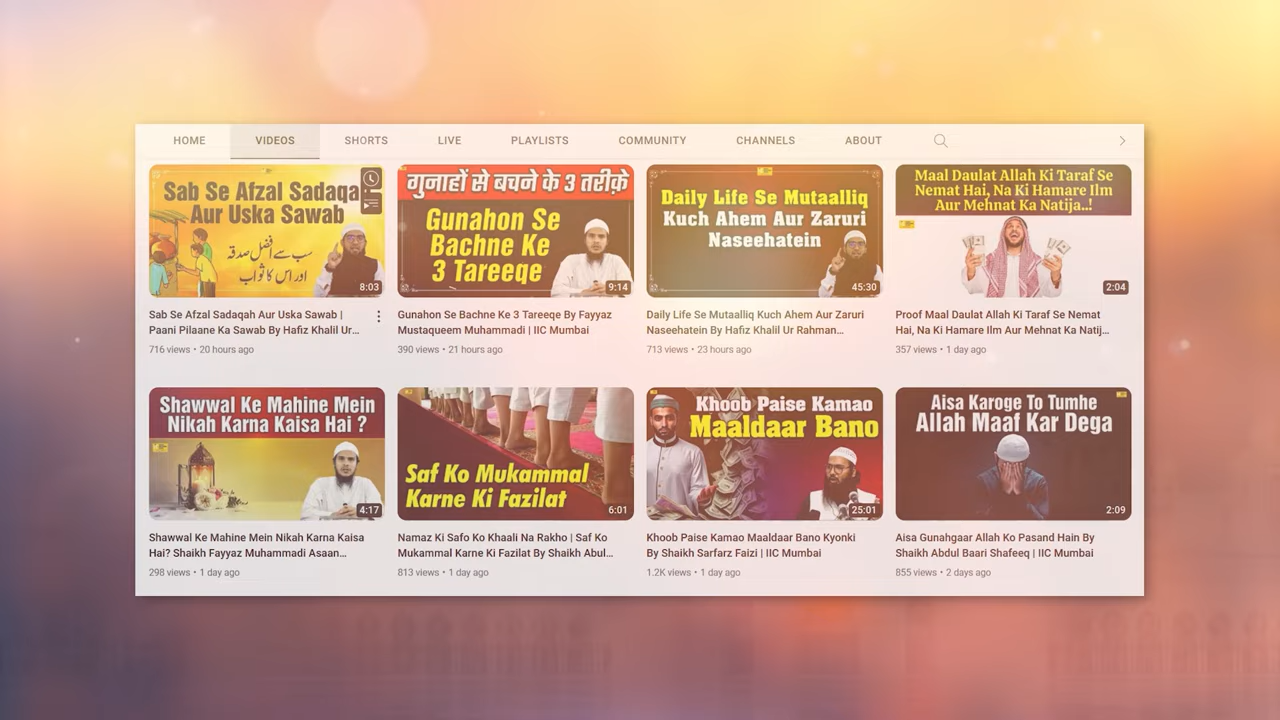 HOME VIDEOS SHORTS LIVE PLAYLISTS COMMUNITY CHANNELS ABOUT
Sab Se Afzal Sadaqa
Aur Uska Sawab
سب سے افضل صدقہ
اور اس کا ثواب
8:03
Sab Se Afzal Sadaqah Aur Uska Sawab |
Paani Pilaane Ka Sawab By Hafiz Khalil Ur...
716 views • 20 hours ago
गुनाहों से बचने के 3 तरीक़े
Gunahon Se
Bachne Ke
3 Tareeqe
9:14
Gunahon Se Bachne Ke 3 Tareeqe By Fayyaz
Mustaqeem Muhammadi | IIC Mumbai
390 views • 21 hours ago
Daily Life Se Mutaalliq
Kuch Ahem Aur Zaruri
Naseehatein
45:30
Daily Life Se Mutaalliq Kuch Ahem Aur Zaruri
Naseehatein By Hafiz Khalil Ur Rahman...
713 views • 23 hours ago
Maal Daulat Allah Ki Taraf Se
Nemat Hai, Na Ki Hamare Ilm
Aur Mehnat Ka Natija..!
2:04
Proof Maal Daulat Allah Ki Taraf Se Nemat
Hai, Na Ki Hamare Ilm Aur Mehnat Ka Natij...
357 views • 1 day ago
Shawwal Ke Mahine Mein
Nikah Karna Kaisa Hai ?
4:17
Shawwal Ke Mahine Mein Nikah Karna Kaisa
Hai? Shaikh Fayyaz Muhammadi Asaan...
298 views • 1 day ago
Saf Ko Mukammal
Karne Ki Fazilat
6:01
Namaz Ki Safo Ko Khaali Na Rakho | Saf Ko
Mukammal Karne Ki Fazilat By Shaikh Abul...
813 views • 1 day ago
Khoob Paise Kamao
Maaldaar Bano
25:01
Khoob Paise Kamao Maaldaar Bano Kyonki
By Shaikh Sarfarz Faizi | IIC Mumbai
1.2K views • 1 day ago
Aisa Karoge To Tumhe
Allah Maaf Kar Dega
2:09
Aisa Gunahgaar Allah Ko Pasand Hain By
Shaikh Abdul Baari Shafeeq | IIC Mumbai
855 views • 2 days ago